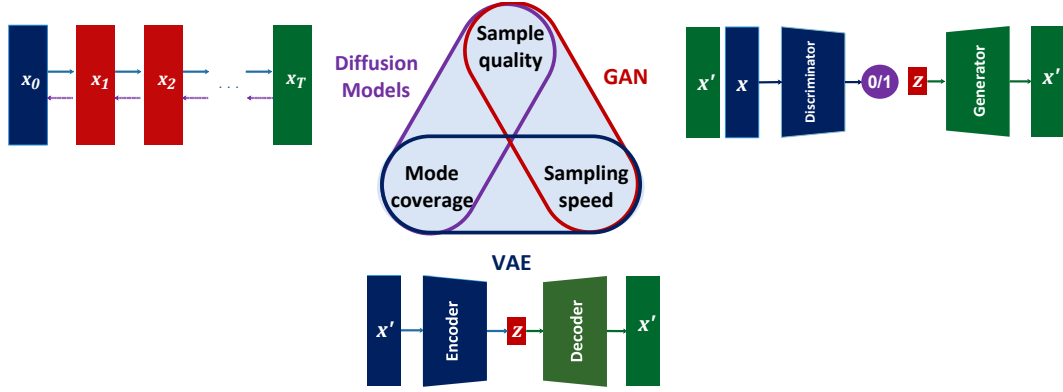 x0
x1
x2
. . .
xT
Diffusion
Models
Sample
quality
GAN
Mode
coverage
Sampling
speed
x'
x
Discriminator
0/1
z
Generator
x'
VAE
x'
Encoder
z
Decoder
x'